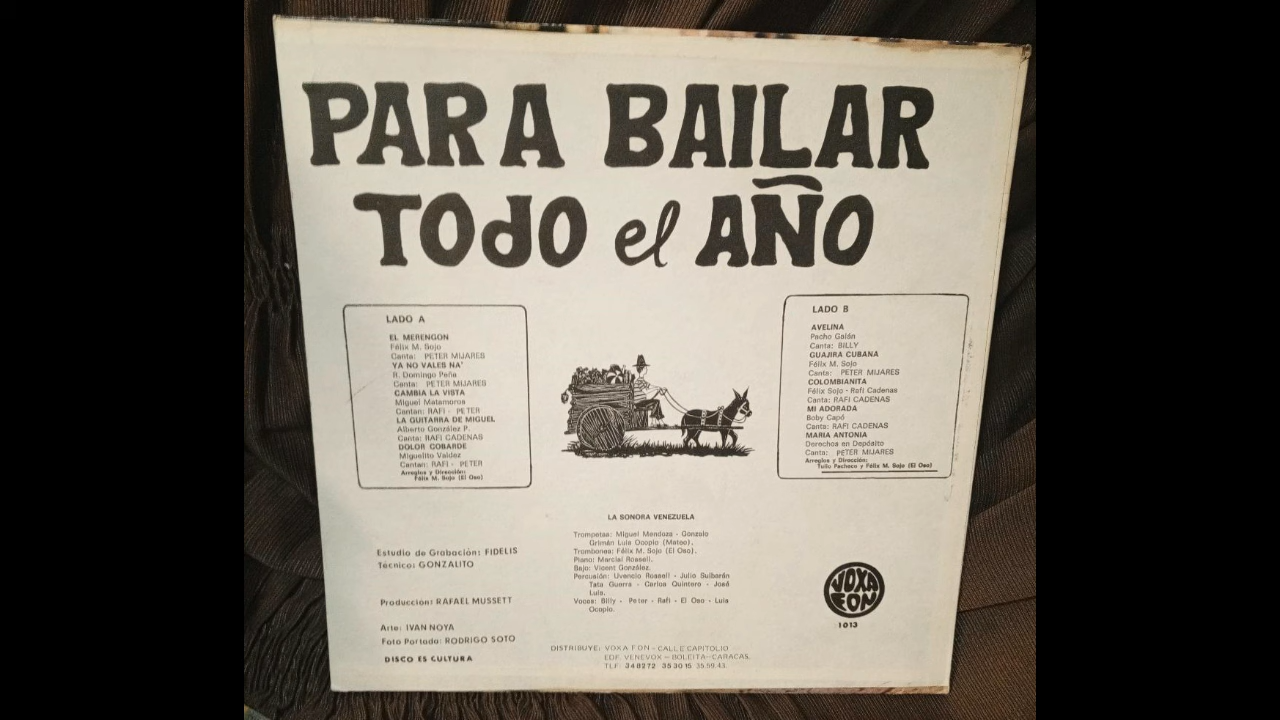 PARA BAILAR
TODO el AÑO
LADO A
EL MERENGON
Félix M. Sojo
Canta: PETER MIJARES
YA NO VALES NA'
R. Domingo Peña
Canta: PETER MIJARES
CAMBIA LA VISTA
Miguel Matamoros
Cantan: RAFI - PETER
LA GUITARRA DE MIGUEL
Alberto González P.
Canta: RAFI CADENAS
DOLOR COBARDE
Miguelito Valdez
Cantan: RAFI - PETER
Arreglos y Dirección:
Félix M. Sojo (El Oso)
LADO B
AVELINA
Pacho Galán
Canta: BILLY
GUAJIRA CUBANA
Félix M. Sojo
Canta: PETER MIJARES
COLOMBIANITA
Félix Sojo - Rafi Cadenas
Canta: RAFI CADENAS
MI ADORADA
Boby Capó
Canta: RAFI CADENAS
MARIA ANTONIA
Derechos en Depósito
Canta: PETER MIJARES
Arreglos y Dirección:
Tulio Pacheco y Félix M. Sojo (El Oso)
LA SONORA VENEZUELA
Trompetas: Miguel Mendoza - Gonzalo
Grimán Luis Ocopio (Mateo).
Trombones: Félix M. Sojo (El Oso).
Piano: Marcial Rossell.
Bajo: Vicent González.
Percusión: Uvencio Rossell - Julio Suibarán
Tata Guerra - Carlos Quintero - José
Luis.
Voces: Billy - Peter - Rafi - El Oso - Luis
Ocopio.
Estudio de Grabación: FIDELIS
Técnico: GONZALITO
Producción: RAFAEL MUSSETT
Arte: IVAN NOYA
Foto Portada: RODRIGO SOTO
DISCO ES CULTURA
DISTRIBUYE: VOXA FON - CALLE CAPITOLIO
EDF. VENEVOX - BOLEITA - CARACAS.
TLF: 348272 353015 35.59.43.
VOXA
FON
1013